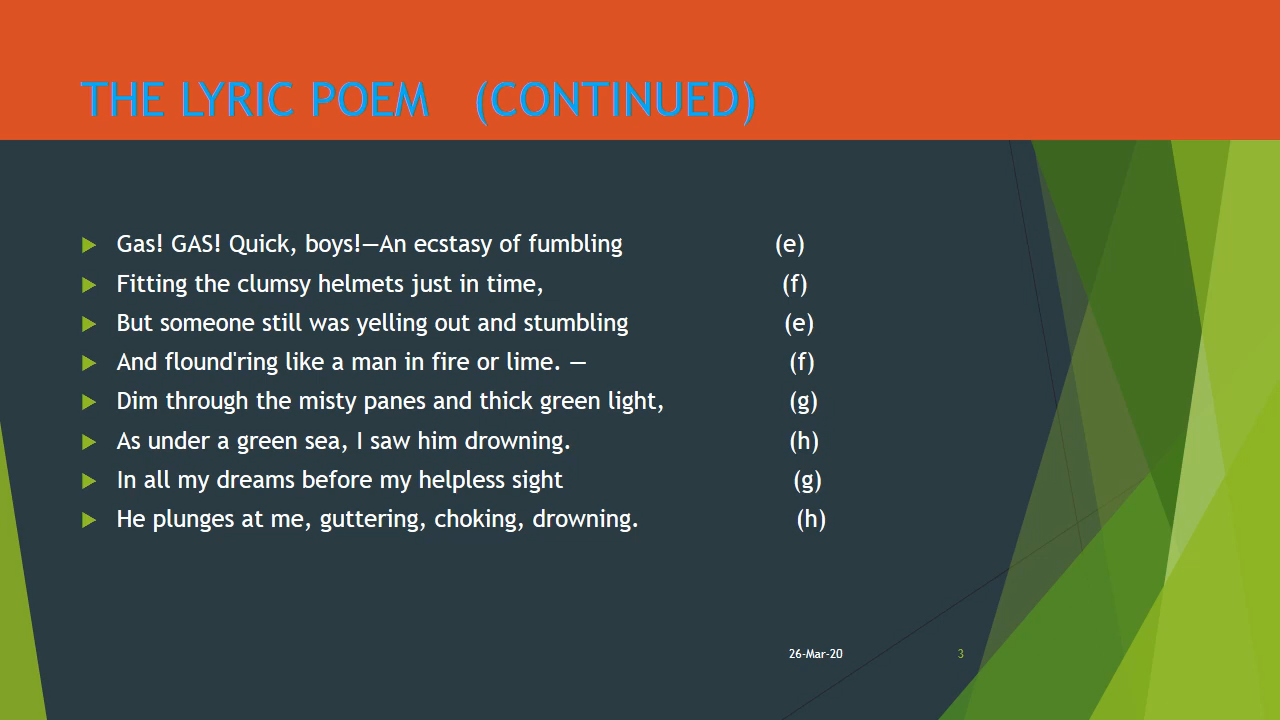 THE LYRIC POEM (CONTINUED)
Gas! GAS! Quick, boys!—An ecstasy of fumbling (e)
Fitting the clumsy helmets just in time, (f)
But someone still was yelling out and stumbling (e)
And flound'ring like a man in fire or lime. — (f)
Dim through the misty panes and thick green light, (g)
As under a green sea, I saw him drowning. (h)
In all my dreams before my helpless sight (g)
He plunges at me, guttering, choking, drowning. (h)
26-Mar-20 3